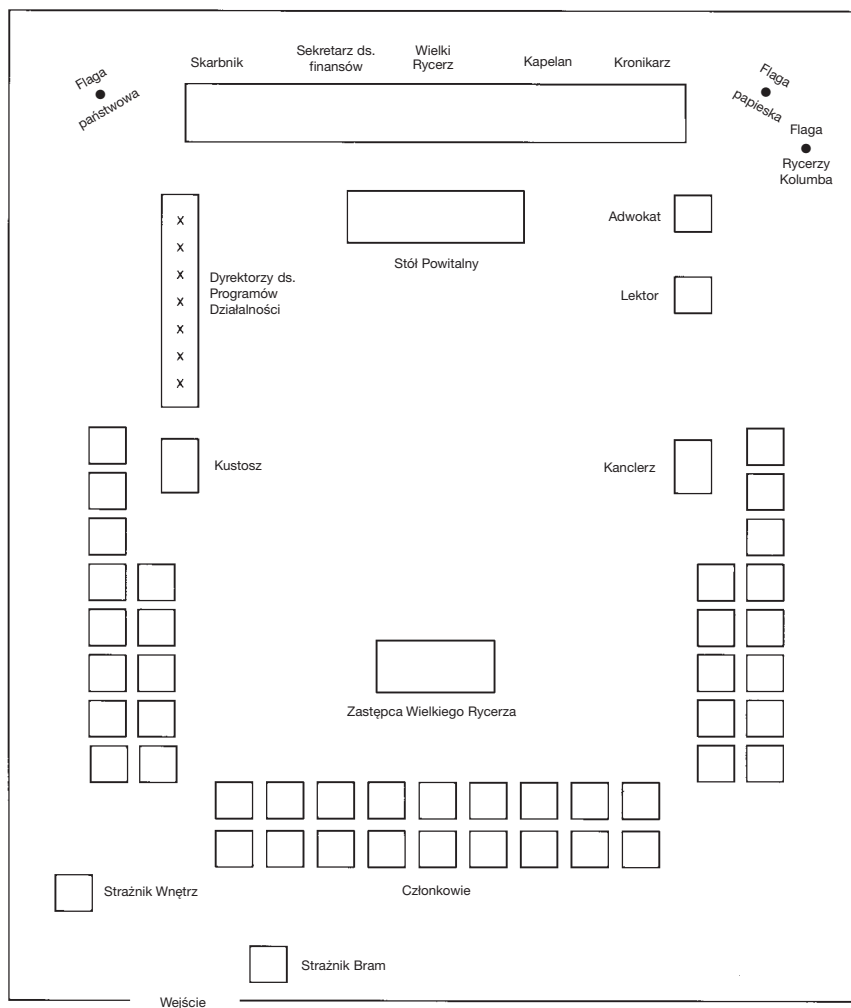 Skarbnik
Sekretarz ds.
finansów
Wielki
Rycerz
Kapelan
Kronikarz
Flaga
państwowa
Flaga
papieska
Flaga
Rycerzy
Kolumba
x
x
x
x
x
x
x
Dyrektorzy ds.
Programów
Działalności
Stół Powitalny
Adwokat
Lektor
Kustosz
Kanclerz
Zastępca Wielkiego Rycerza
Członkowie
Strażnik Wnętrz
Strażnik Bram
Wejście